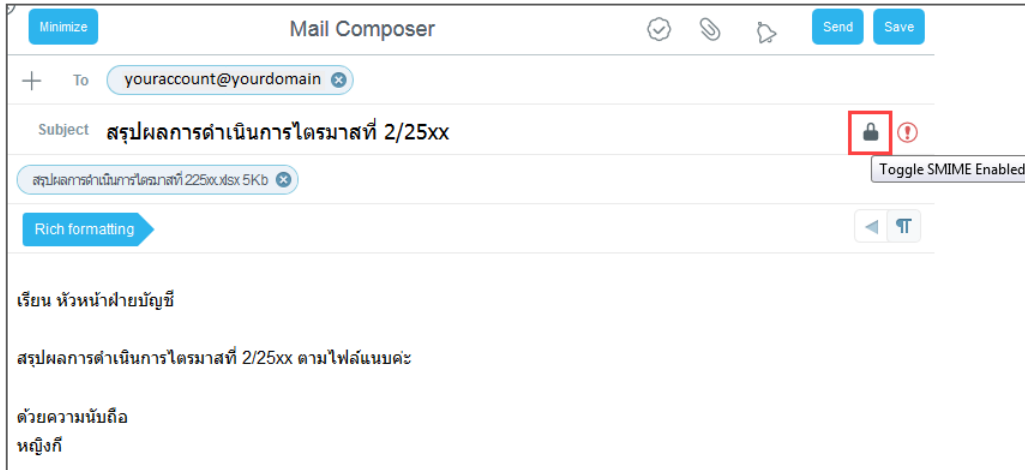 Minimize Mail Composer Send Save
To youraccount@yourdomain
Subject สรุปผลการดำเนินการไตรมาสที่ 2/25xx
Toggle SMIME Enabled
สรุปผลการดำเนินการไตรมาสที่ 225xx.xlsx 5Kb
Rich formatting
เรียน หัวหน้าฝ่ายบัญชี
สรุปผลการดำเนินการไตรมาสที่ 2/25xx ตามไฟล์แนบค่ะ
ด้วยความนับถือ
หญิงกี